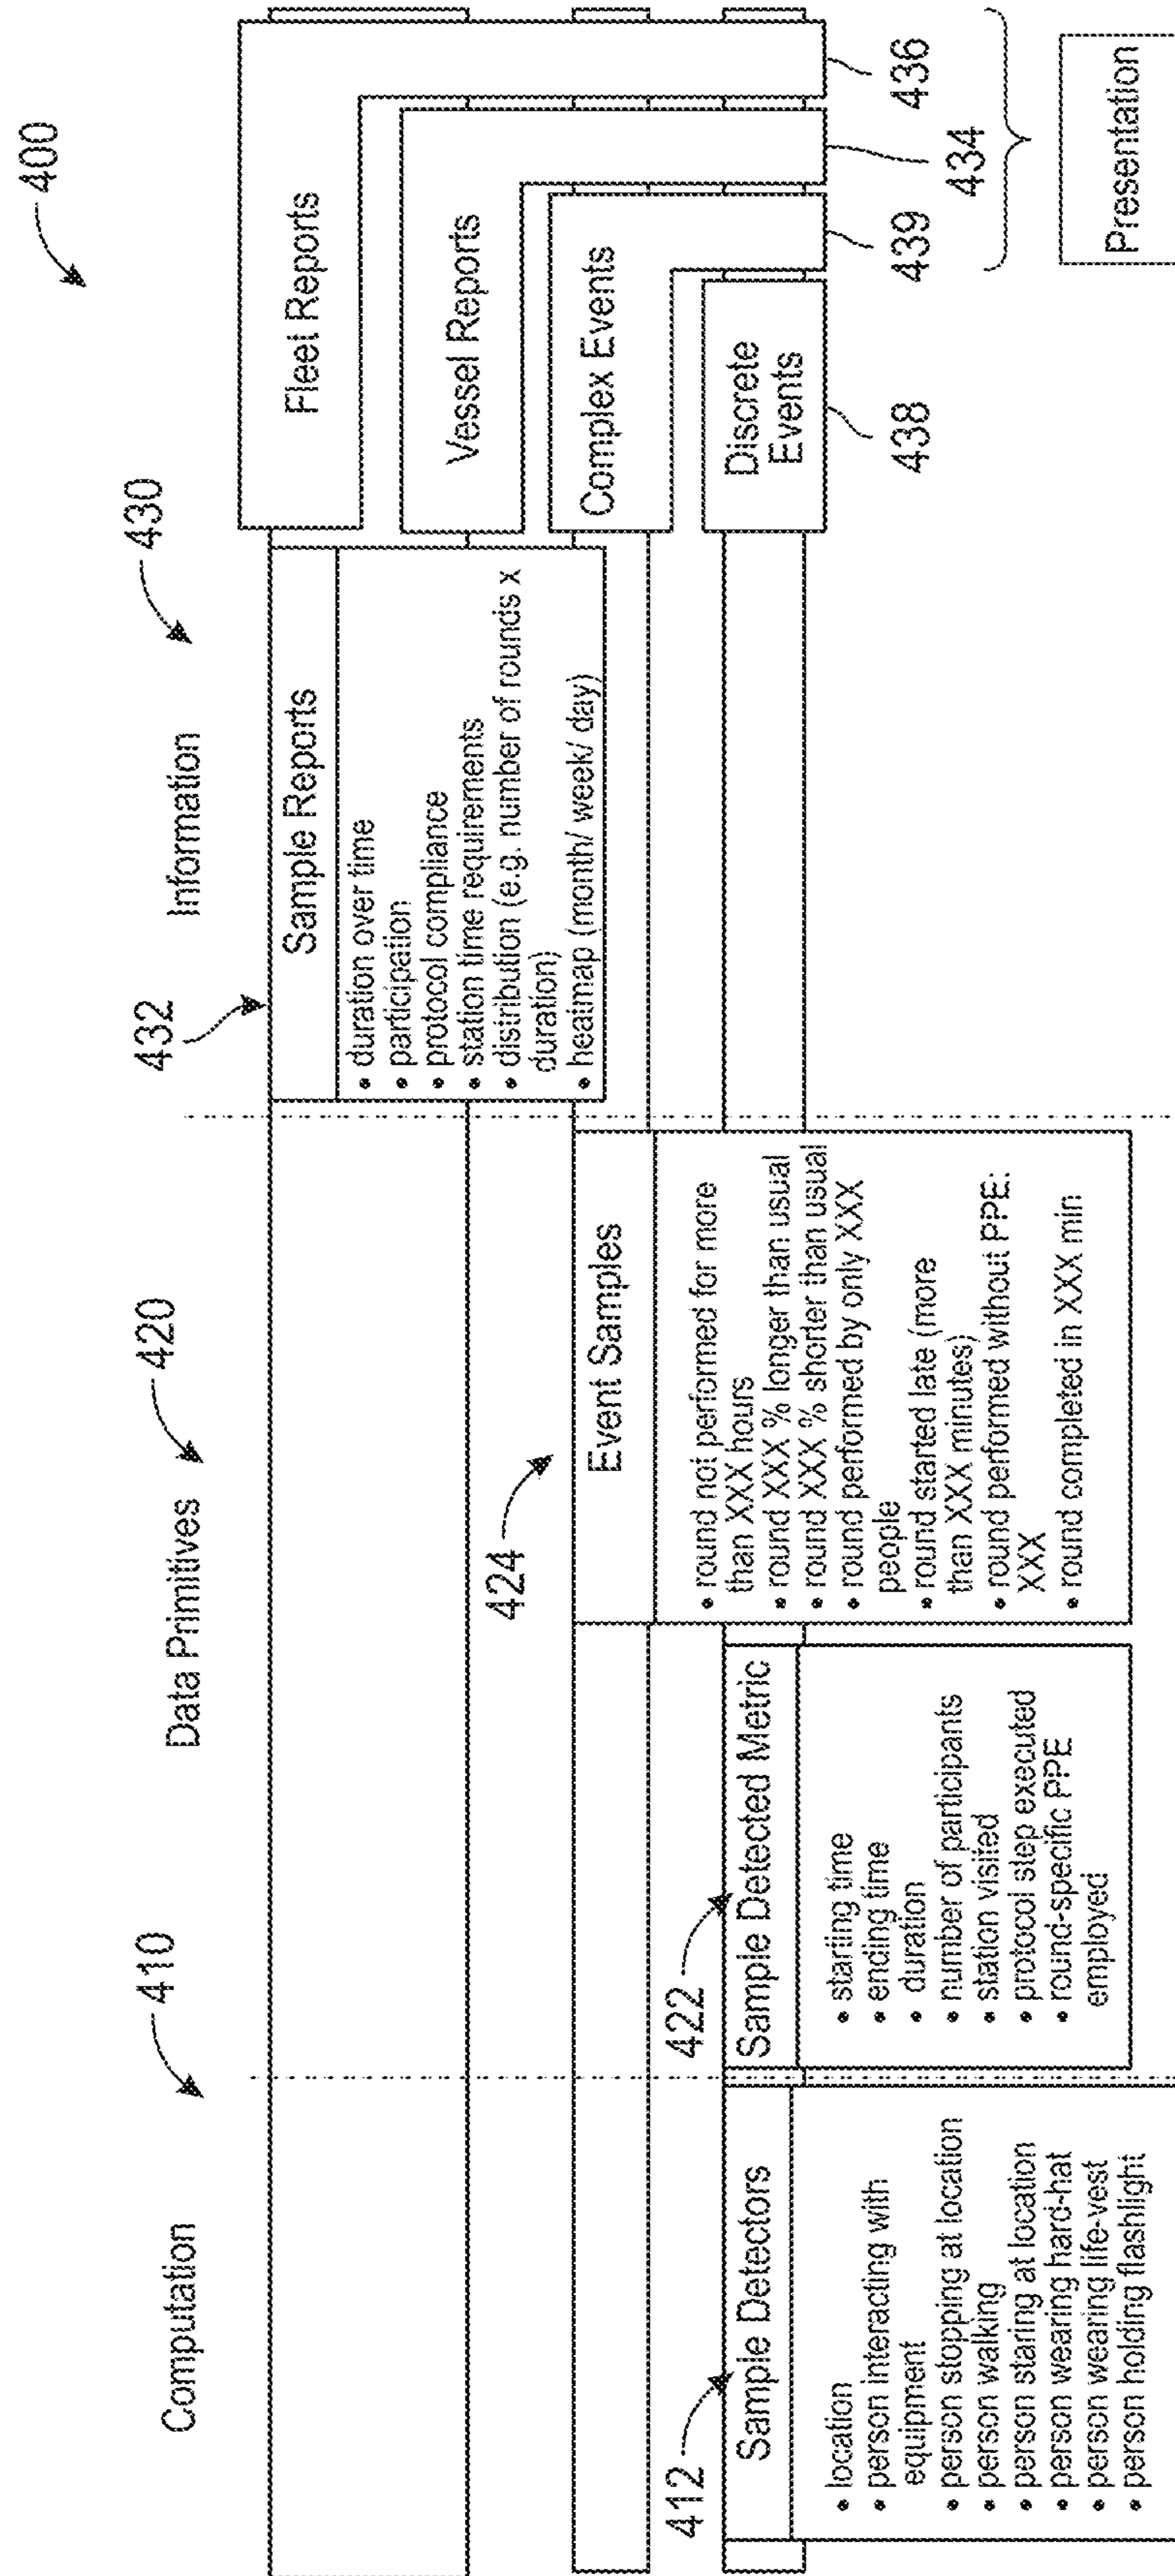 400
Computation
410
Data Primitives
420
Information
430
432
Sample Reports
• duration over time
• participation
• protocol compliance
• station time requirements
• distribution (e.g. number of rounds x
duration)
• heatmap (month/ week/ day)
Fleet Reports
Vessel Reports
Complex Events
Discrete
Events
424
Event Samples
• round not performed for more
than XXX hours
• round XXX % longer than usual
• round XXX % shorter than usual
• round performed by only XXX
people
• round started late (more
than XXX minutes)
• round performed without PPE:
XXX
• round completed in XXX min
422
Sample Detected Metric
• starting time
• ending time
• duration
• number of participants
• station visited
• protocol step executed
• round-specific PPE
employed
412
Sample Detectors
• location
• person interacting with
equipment
• person stopping at location
• person walking
• person staring at location
• person wearing hard-hat
• person wearing life-vest
• person holding flashlight
438
439
434
436
Presentation